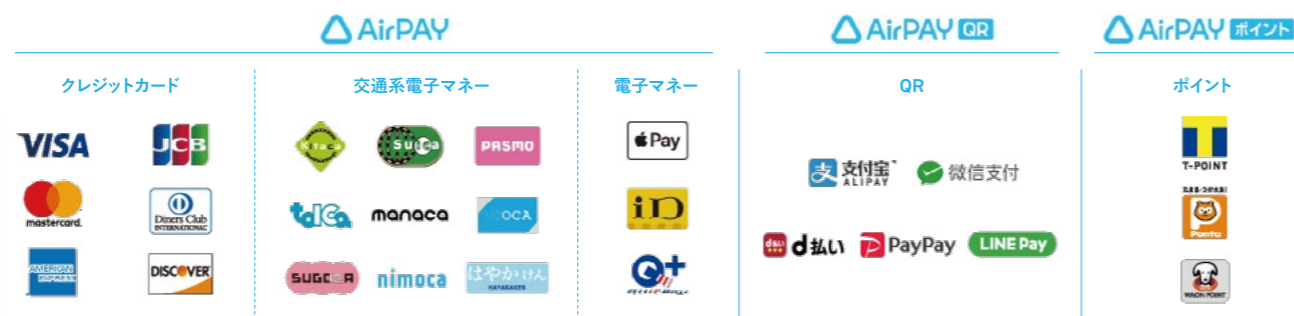 AirPAY
AirPAY QR
AirPAY ポイント
クレジットカード
交通系電子マネー
電子マネー
QR
ポイント
VISA
JCB
Kitaca
Suica
PASMO
Pay
支付宝
ALIPAY
微信支付
T-POINT
mastercard.
Diners Club
INTERNATIONAL
toica
manaca
ICOCA
iD
d払い
d払い
PayPay
LINE Pay
Ponta
AMERICAN
EXPRESS
DISCOVER
SUGOCA
nimoca
はやかけん
HAYAKAKEN
WAON POINT